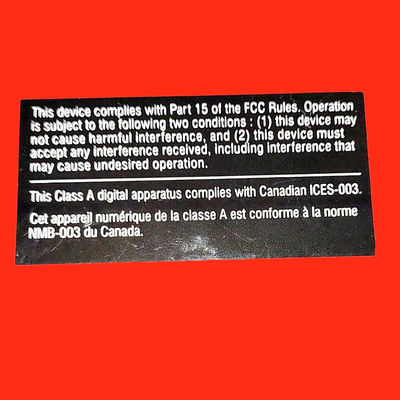 This device complies with Part 15 of the FCC Rules. Operation
is subject to the following two conditions : (1) this device may
not cause harmful interference, and (2) this device must
accept any interference received, including interference that
may cause undesired operation.
This Class A digital apparatus complies with Canadian ICES-003.
Cet appareil numérique de la classe A est conforme à la norme
NMB-003 du Canada.